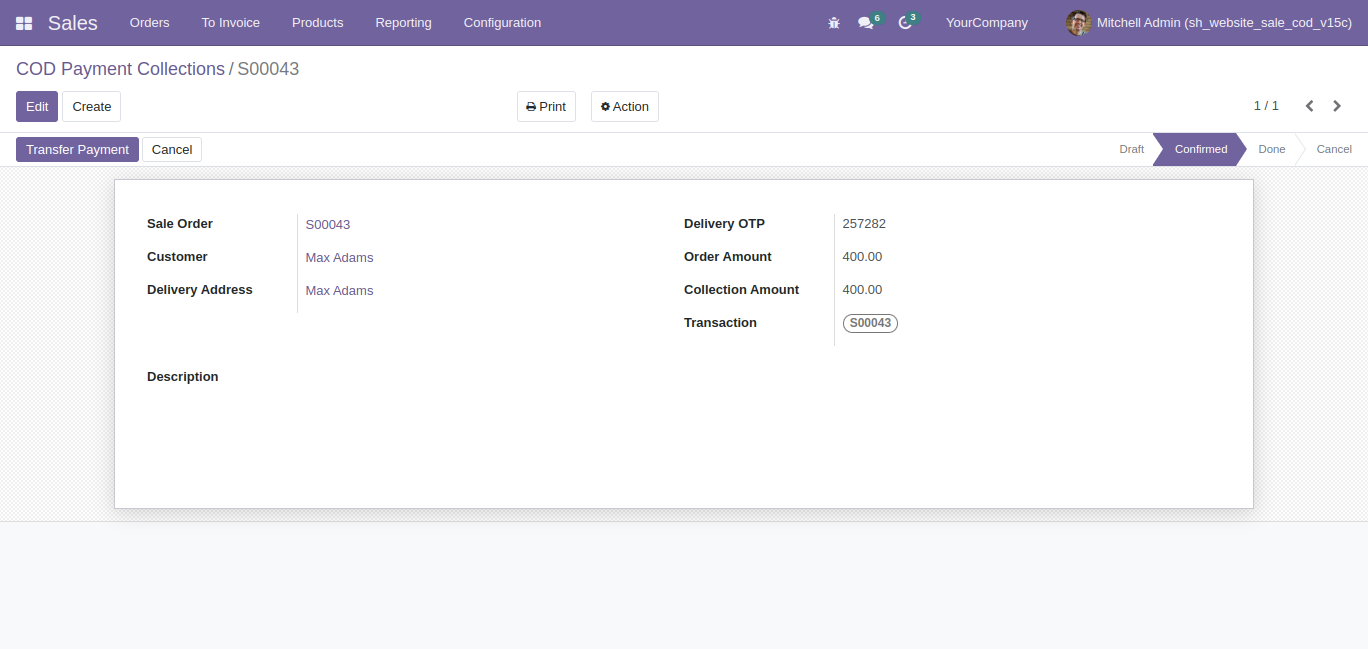 Sales Orders To Invoice Products Reporting Configuration 6 3 YourCompany Mitchell Admin (sh_website_sale_cod_v15c)
COD Payment Collections / S00043
Edit Create Print Action 1 / 1
Transfer Payment Cancel Draft Confirmed Done Cancel
Sale Order S00043 Delivery OTP 257282
Customer Max Adams Order Amount 400.00
Delivery Address Max Adams Collection Amount 400.00
Transaction S00043
Description